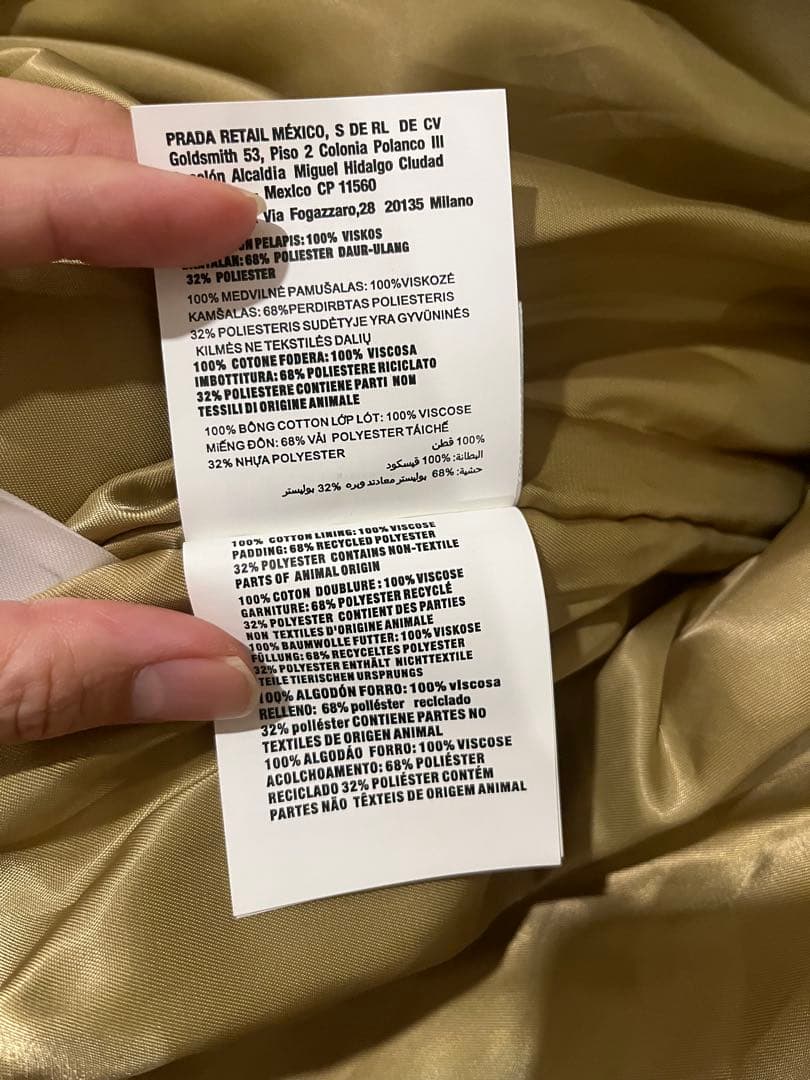 PRADA RETAIL MÉXICO, S DE RL DE CV
Goldsmith 53, Piso 2 Colonia Polanco III
Alcaldia Miguel Hidalgo Ciudad
Mexico CP 11560
Via Fogazzaro,28 20135 Milano
PELAPIS:100% VISKOS
68% POLIESTER DAUR-ULANG
32% POLIESTER
100% MEDVILNĖ PAMUŠALAS: 100%VISKOZĖ
KAMŠALAS: 68%PERDIRBTAS POLIESTERIS
32% POLIESTERIS SUDĖTYJE YRA GYVŪNINĖS
KILMĖS NE TEKSTILĖS DALIŲ
100% COTONE FODERA: 100% VISCOSA
IMBOTTITURA: 68% POLIESTERE RICICLATO
32% POLIESTERE CONTIENE PARTI NON
TESSILI DI ORIGINE ANIMALE
100% BÔNG COTTON LỚP LÓT: 100% VISCOSE
MIẾNG ĐÔN: 68% VẢI POLYESTER TÁICHẾ
32% NHỰA POLYESTER
100% قطن
البطانة: 100% فيسكود
حشية: 68% بوليستر معادتدويره 32% بوليستر
100% COTTON LINING: 100% VISCOSE
PADDING: 68% RECYCLED POLYESTER
32% POLYESTER CONTAINS NON-TEXTILE
PARTS OF ANIMAL ORIGIN
100% COTON DOUBLURE : 100% VISCOSE
GARNITURE: 68% POLYESTER RECYCLÉ
32% POLYESTER CONTIENT DES PARTIES
NON TEXTILES D'ORIGINE ANIMALE
100% BAUMWOLLE FUTTER: 100% VISKOSE
FÜLLUNG: 68% RECYCELTES POLYESTER
32% POLYESTER ENTHÄLT NICHTTEXTILE
TEILE TIERISCHEN URSPRUNGS
100% ALGODÓN FORRO: 100% viscosa
RELLENO: 68% poliéster reciclado
32% poliéster CONTIENE PARTES NO
TEXTILES DE ORIGEN ANIMAL
100% ALGODÃO FORRO: 100% VISCOSE
ACOLCHOAMENTO: 68% POLIÉSTER
RECICLADO 32% POLIÉSTER CONTÉM
PARTES NÃO TÊXTEIS DE ORIGEM ANIMAL